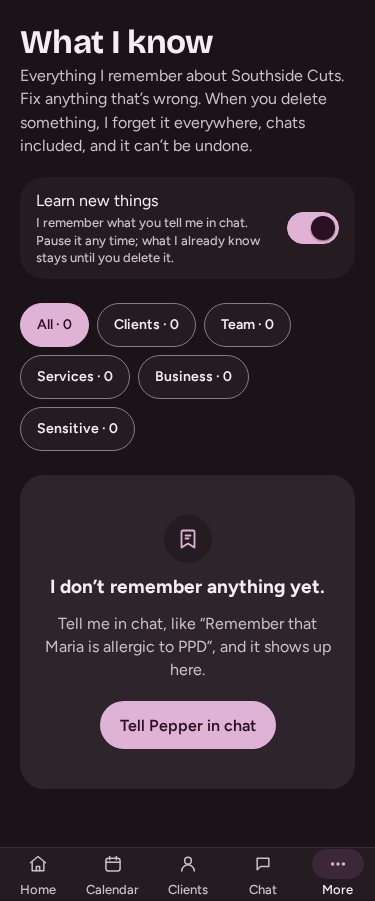 What I know
Everything I remember about Southside Cuts.
Fix anything that’s wrong. When you delete
something, I forget it everywhere, chats
included, and it can’t be undone.
Learn new things
I remember what you tell me in chat.
Pause it any time; what I already know
stays until you delete it.
All · 0
Clients · 0
Team · 0
Services · 0
Business · 0
Sensitive · 0
I don’t remember anything yet.
Tell me in chat, like “Remember that
Maria is allergic to PPD”, and it shows up
here.
Tell Pepper in chat
Home
Calendar
Clients
Chat
More